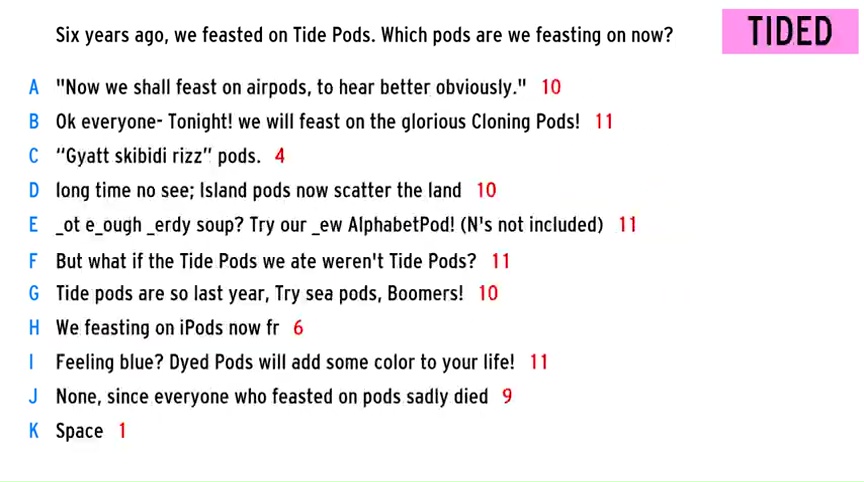 Six years ago, we feasted on Tide Pods. Which pods are we feasting on now?
TIDED
A "Now we shall feast on airpods, to hear better obviously." 10
B Ok everyone- Tonight! we will feast on the glorious Cloning Pods! 11
C “Gyatt skibidi rizz” pods. 4
D long time no see; Island pods now scatter the land 10
E _ot e_ough _erdy soup? Try our _ew AlphabetPod! (N's not included) 11
F But what if the Tide Pods we ate weren't Tide Pods? 11
G Tide pods are so last year, Try sea pods, Boomers! 10
H We feasting on iPods now fr 6
I Feeling blue? Dyed Pods will add some color to your life! 11
J None, since everyone who feasted on pods sadly died 9
K Space 1